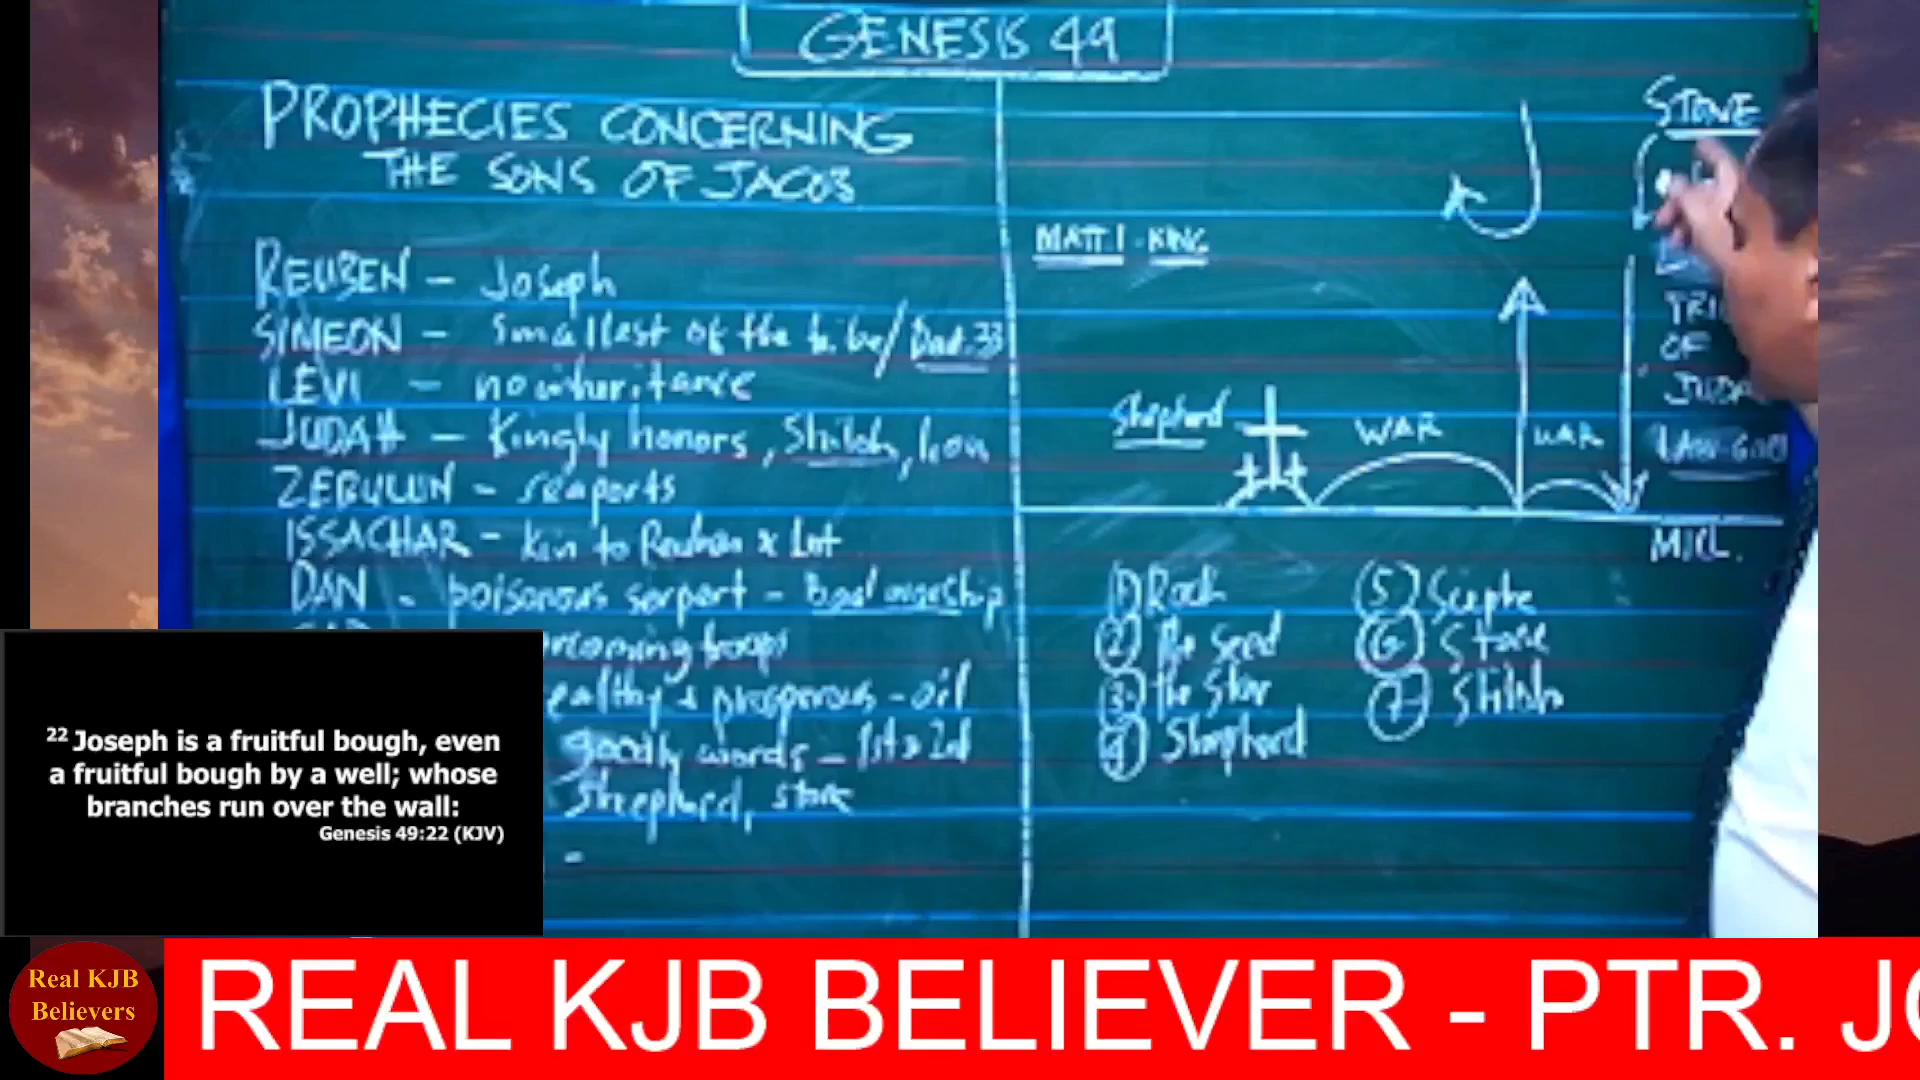 GENESIS 49
PROPHECIES CONCERNING
THE SONS OF JACOB
REUBEN - Joseph
SIMEON - Smallest of the tribe/
LEVI - no inheritance
JUDAH - Kingly honors, Shiloh, lion
ZEBULUN - seaports
ISSACHAR - Kin to Reuben & Lot
DAN - poisonous serpent - worship
troops
prosperous - oil
goodly words - 1st & 2nd
Shepherd, stone
STONE
MATT 1 - KING
OF
Shepherd
WAR
WAR
LAW-GIVER
MILL.
① Rock
② the Seed
③ the Star
④ Shepherd
⑤ Sceptre
⑥ Stone
⑦ Shiloh
22 Joseph is a fruitful bough, even
a fruitful bough by a well; whose
branches run over the wall:
Genesis 49:22 (KJV)
Real KJB
Believers
REAL KJB BELIEVER - PTR. JO